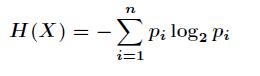 H(X) = − ∑_{i=1}^{n} p_i log_2 p_i